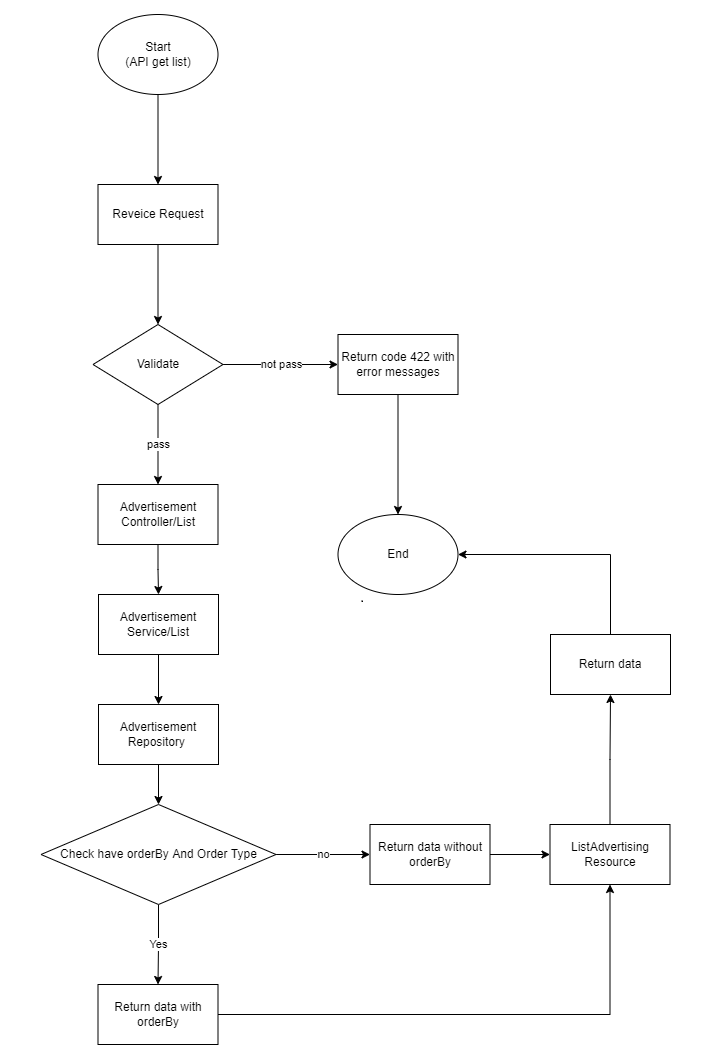 Start
(API get list)
Reveice Request
Validate
not pass
Return code 422 with
error messages
pass
Advertisement
Controller/List
End
.
Advertisement
Service/List
Return data
Advertisement
Repository
Check have orderBy And Order Type
no
Return data without
orderBy
ListAdvertising
Resource
Yes
Return data with
orderBy